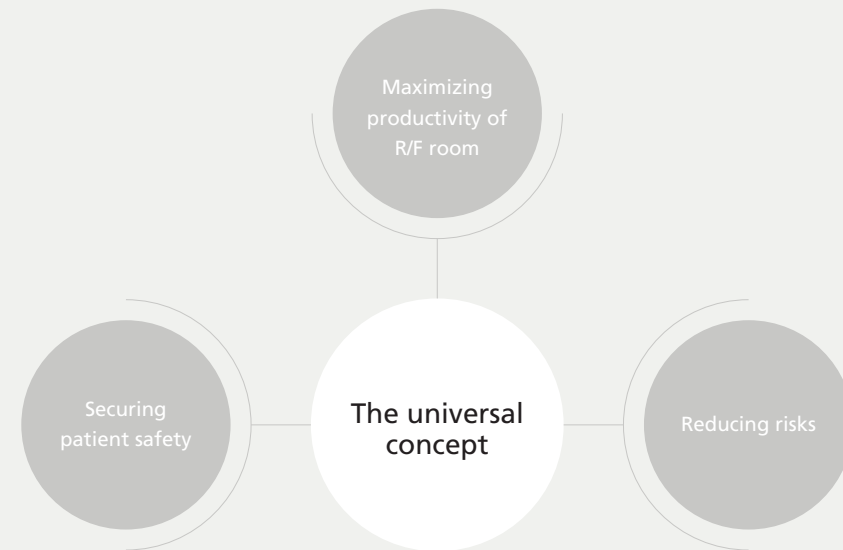 Maximizing
productivity of
R/F room
Securing
patient safety
The universal
concept
Reducing risks